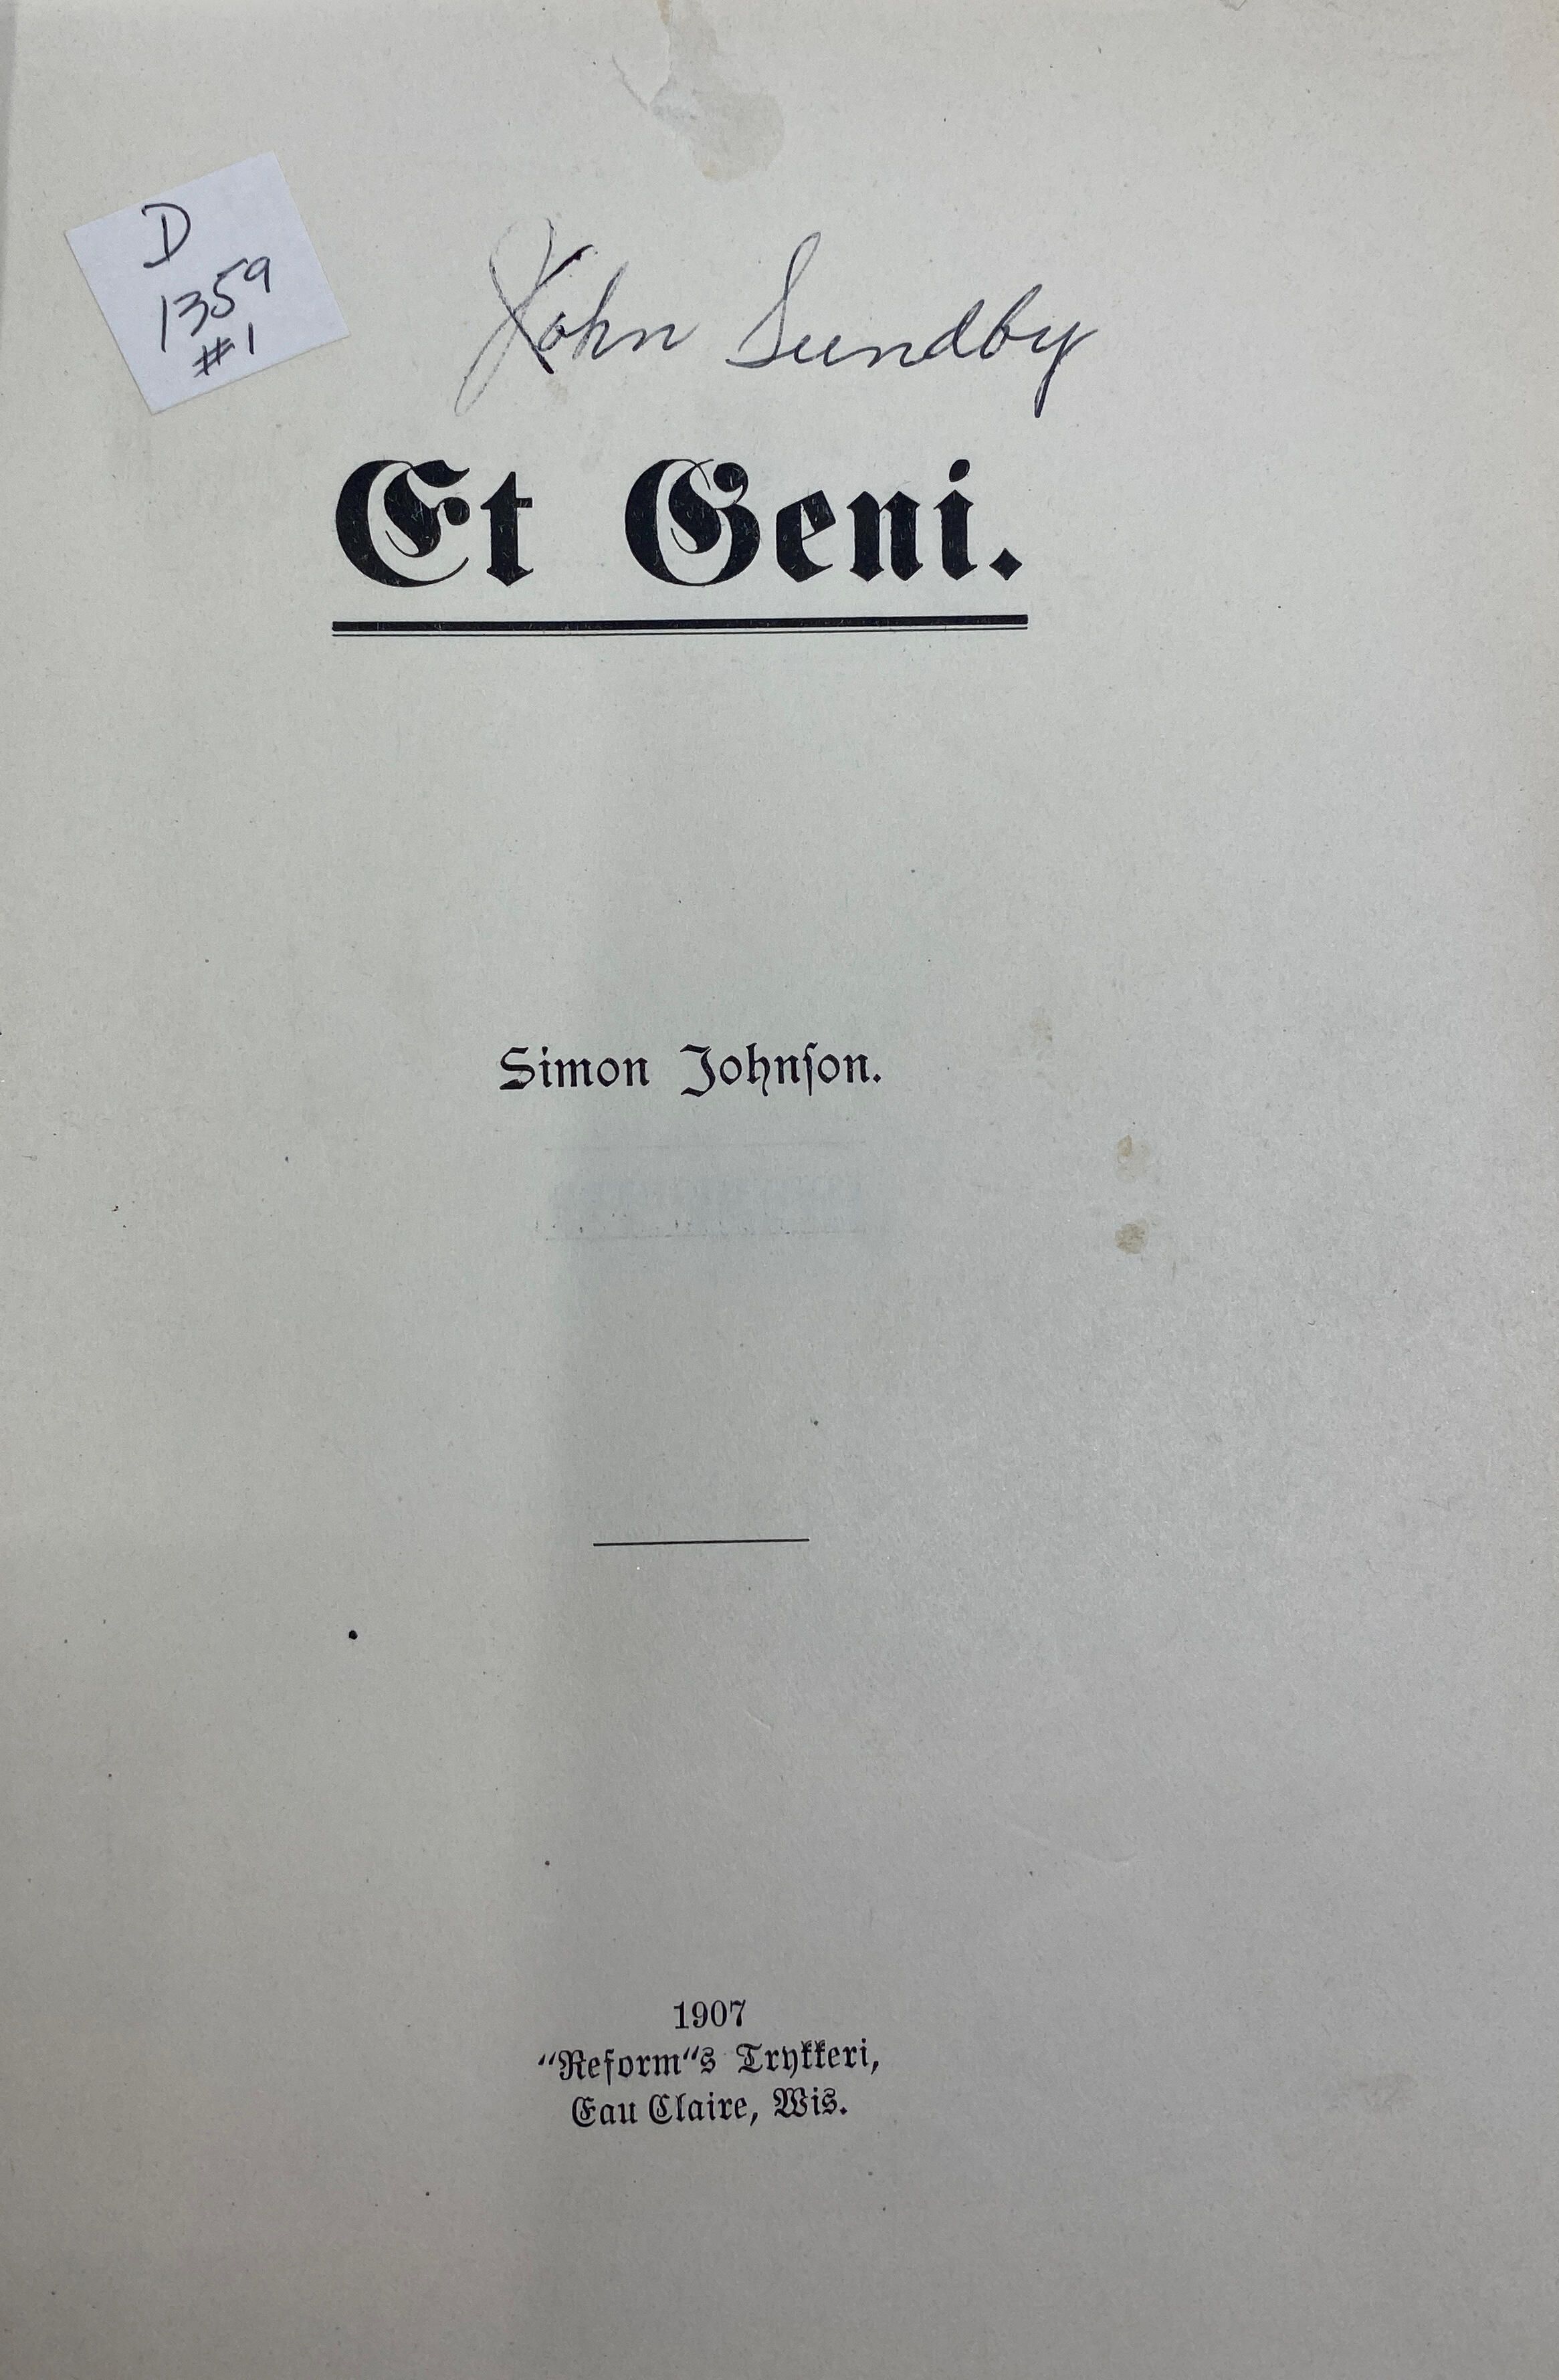 D
1359
#1
John Sundby
Et Geni.
Simon Johnſon.
1907
“Reform“s Trykkeri,
Eau Claire, Wis.